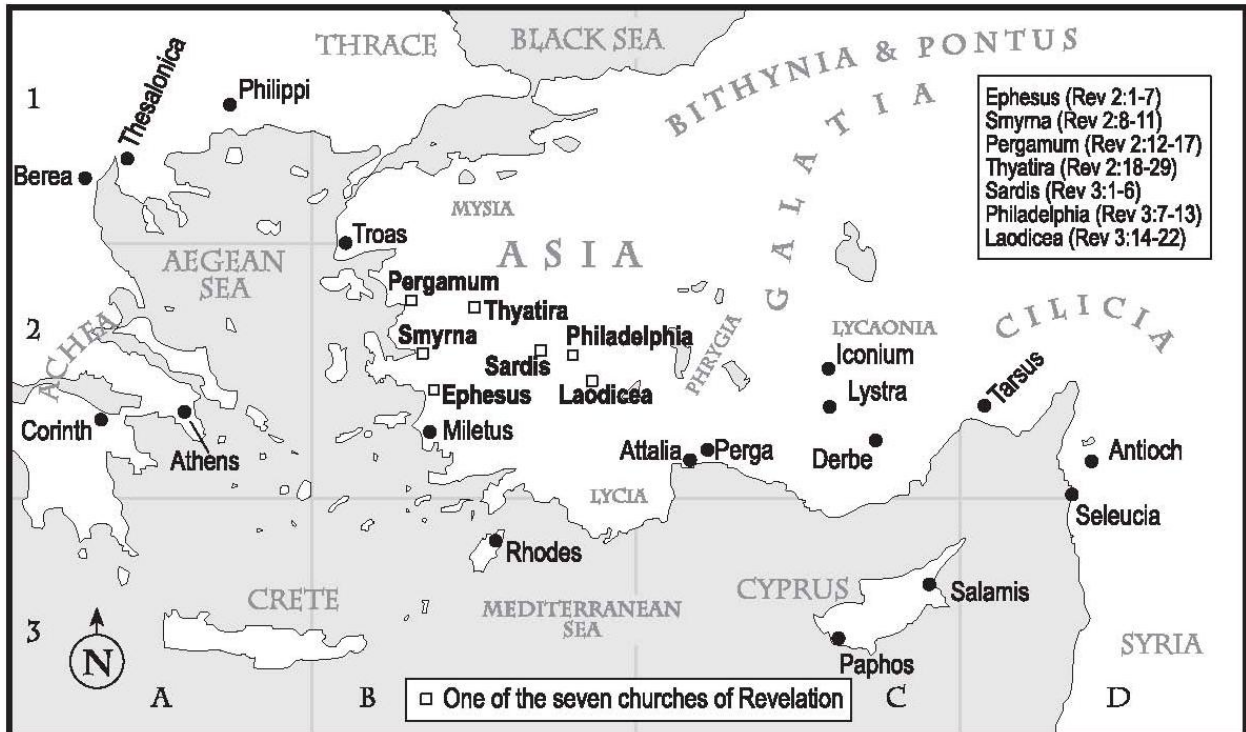 THRACE
BLACK SEA
BITHYNIA & PONTUS
GALATIA
1
Thesalonica
Philippi
Berea
Ephesus (Rev 2:1-7)
Smyrna (Rev 2:8-11)
Pergamum (Rev 2:12-17)
Thyatira (Rev 2:18-29)
Sardis (Rev 3:1-6)
Philadelphia (Rev 3:7-13)
Laodicea (Rev 3:14-22)
MYSIA
Troas
ASIA
AEGEAN
SEA
Pergamum
Thyatira
2
ACHEA
Smyrna
Philadelphia
Sardis
PHRYGIA
LYCAONIA
CILICIA
Iconium
Ephesus
Laodicea
Lystra
Tarsus
Corinth
Athens
Miletus
Attalia
Perga
Derbe
Antioch
LYCIA
Seleucia
Rhodes
CRETE
MEDITERRANEAN
SEA
CYPRUS
Salamis
3
N
Paphos
SYRIA
A
B
One of the seven churches of Revelation
C
D